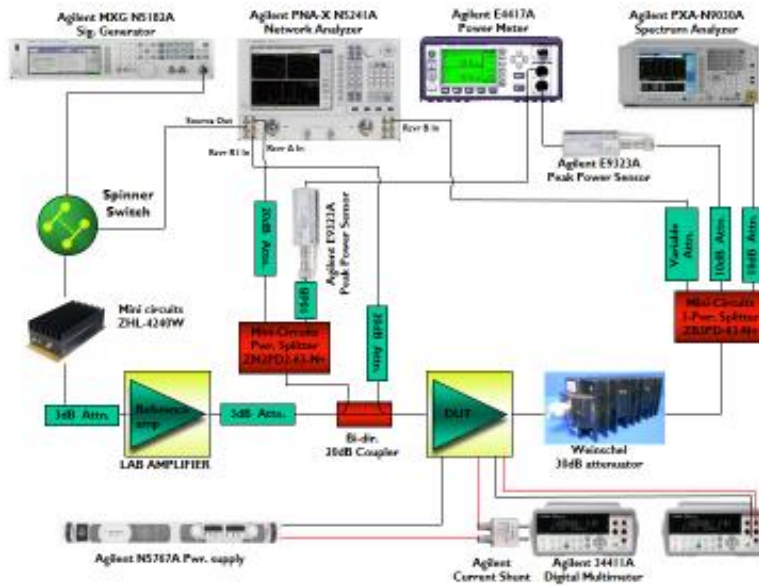 Agilent MXG N5182A
Sig. Generator
Agilent PNA-X N5241A
Network Analyzer
Agilent E4417A
Power Meter
Agilent PXA-N9030A
Spectrum Analyzer
Source Out
Rcvr R1 In
Rcvr A In
Rcvr B In
Agilent E9323A
Peak Power Sensor
Spinner
Switch
20dB Attn.
Agilent E9323A
Peak Power Sensor
10dB
Variable
Attn.
10dB Attn.
10dB Attn.
Mini circuits
ZHL-4240W
Mini-Circuits
Pwr. Splitter
20dB Attn.
Mini-Circuits
3-Pwr. Splitter
3dB Attn.
Reference
amp
3dB Attn.
DUT
LAB AMPLIFIER
Bi-dir.
20dB Coupler
Weinschel
30dB attenuator
Agilent N5767A Pwr. supply
Agilent
Current Shunt
Agilent 34411A
Digital Multimeter